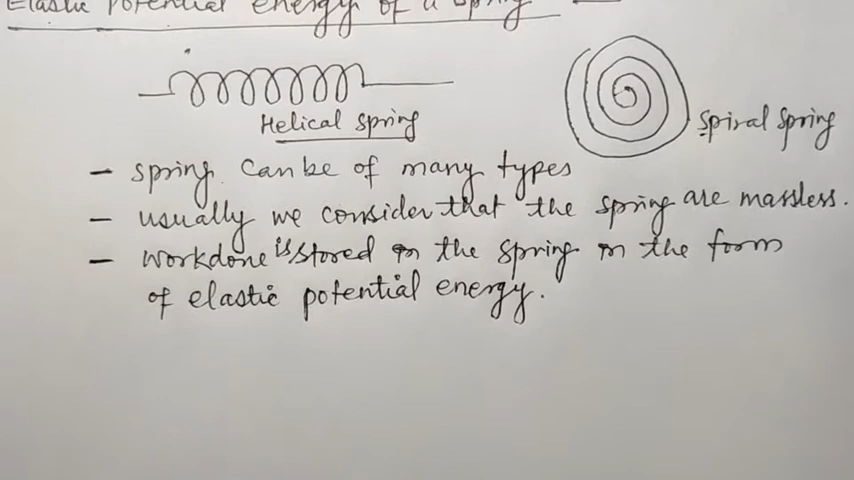 Elastic potential energy of a spring
Helical spring
spiral spring
- spring can be of many types
- usually we consider that the spring are massless.
- workdone is stored in the spring in the form
of elastic potential energy.